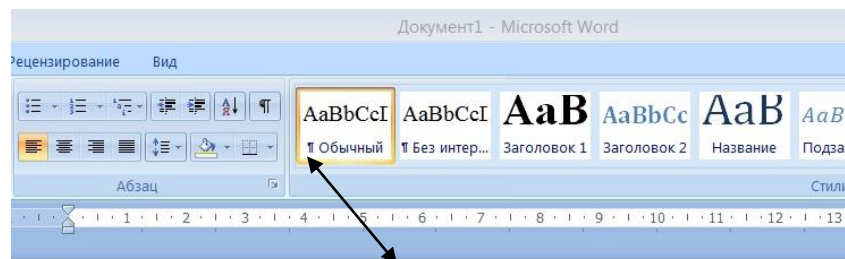 Документ1 - Microsoft Word
Рецензирование Вид
AaBbCcI AaBbCcI AaB AaBbCc AaB AaB
¶ Обычный ¶ Без интер... Заголовок 1 Заголовок 2 Название Подза
Абзац Стили
1 2 3 4 5 6 7 8 9 10 11 12 13